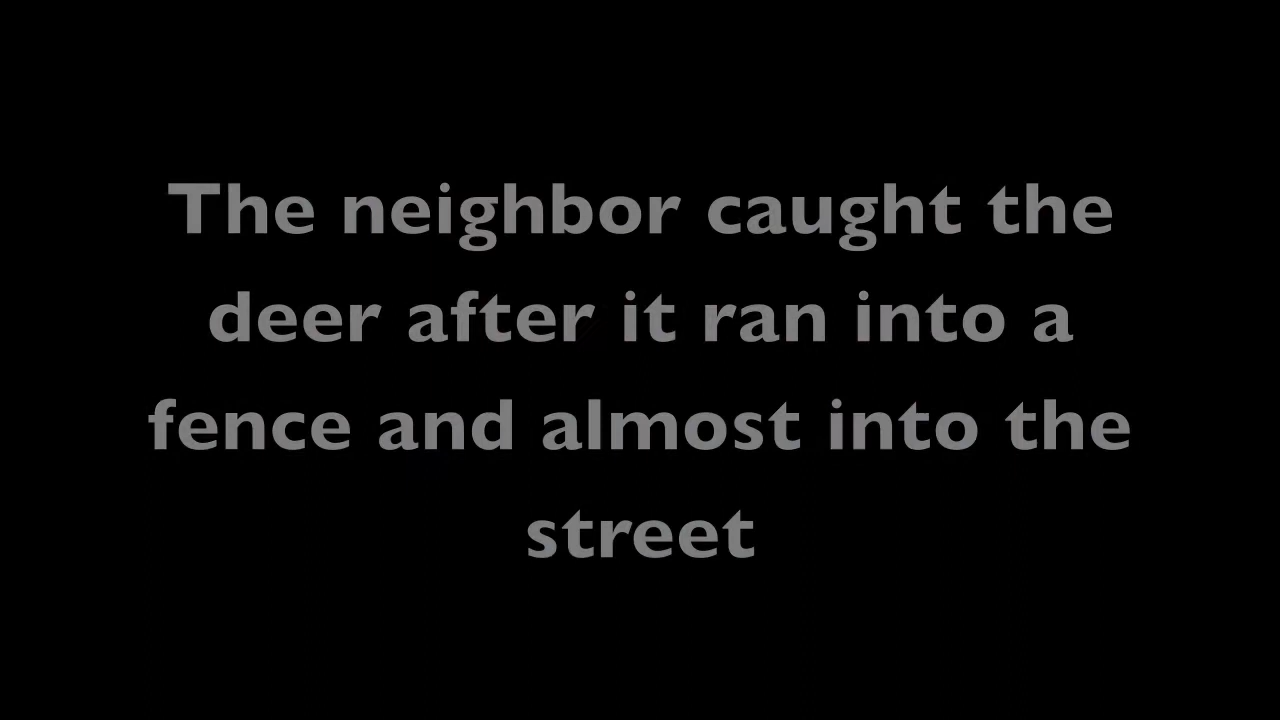 The neighbor caught the
deer after it ran into a
fence and almost into the
street